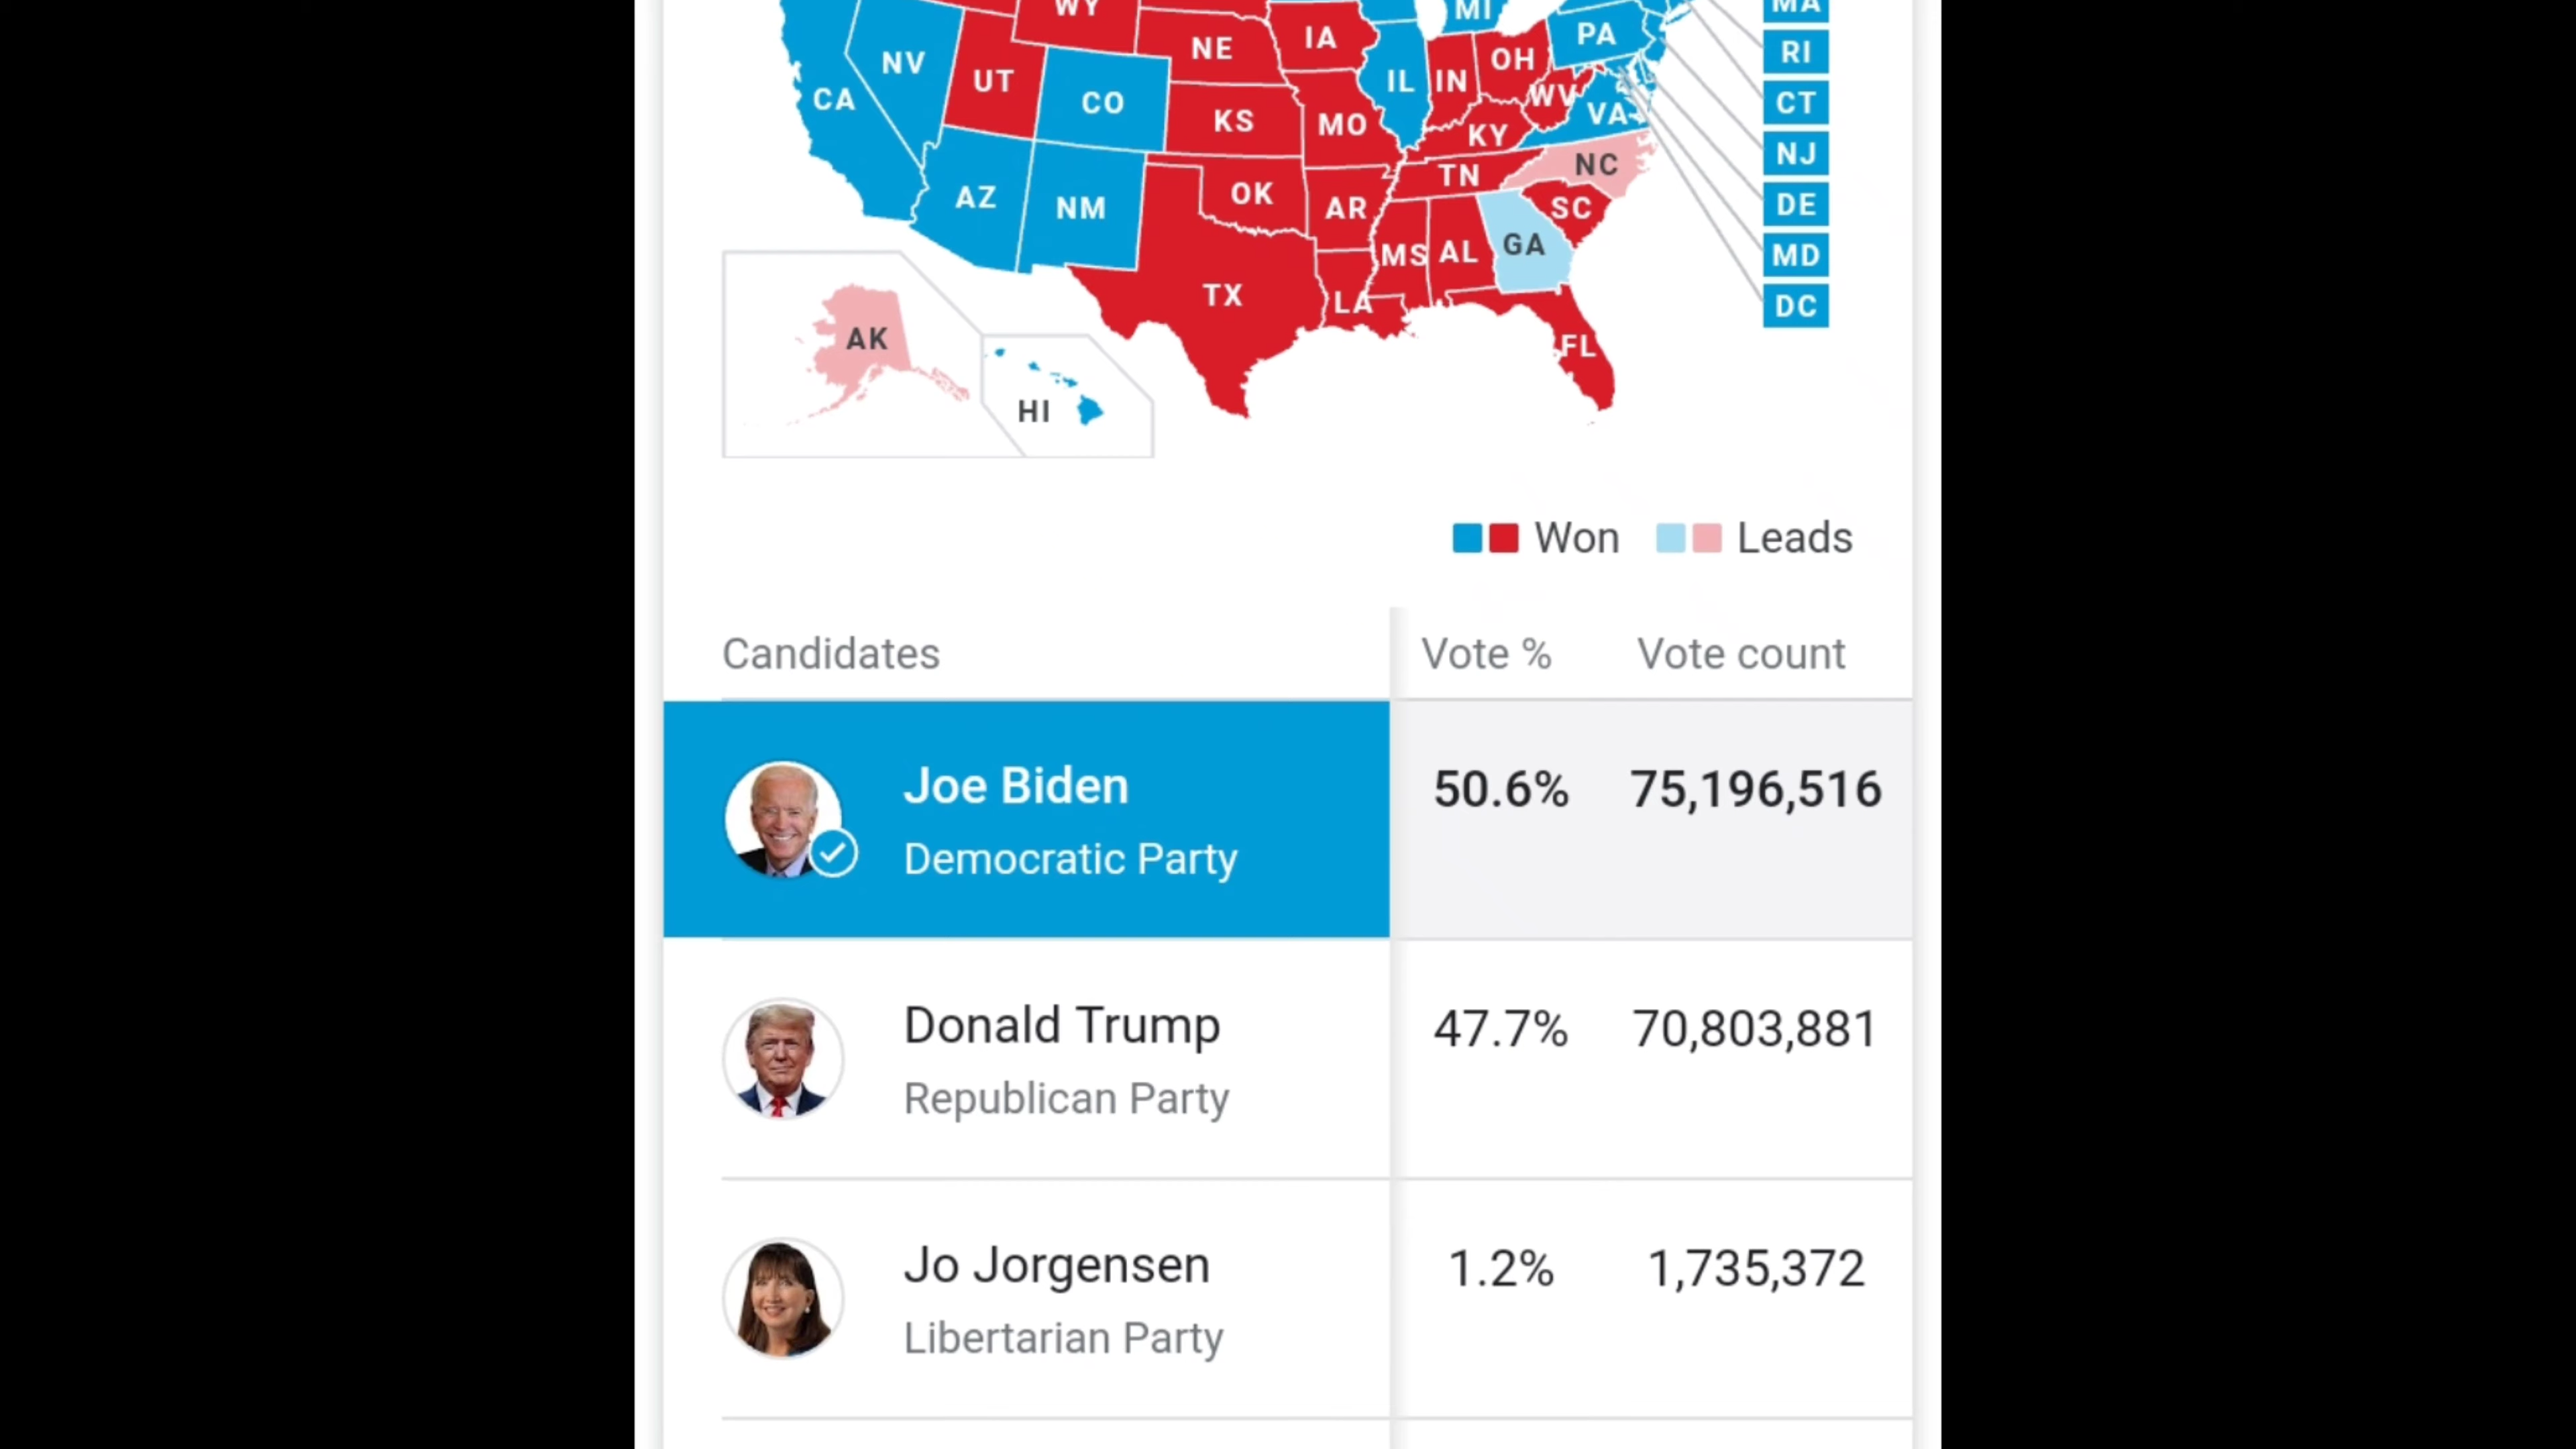 WY
MI
MA
NV
UT
NE
IA
OH
PA
RI
CA
CO
KS
MO
IL
IN
WV
VA
CT
KY
NJ
AZ
NM
OK
AR
TN
NC
DE
TX
LA
MS
AL
GA
SC
MD
AK
HI
FL
DC
Won Leads
Candidates Vote % Vote count
Joe Biden 50.6% 75,196,516
Democratic Party
Donald Trump 47.7% 70,803,881
Republican Party
Jo Jorgensen 1.2% 1,735,372
Libertarian Party